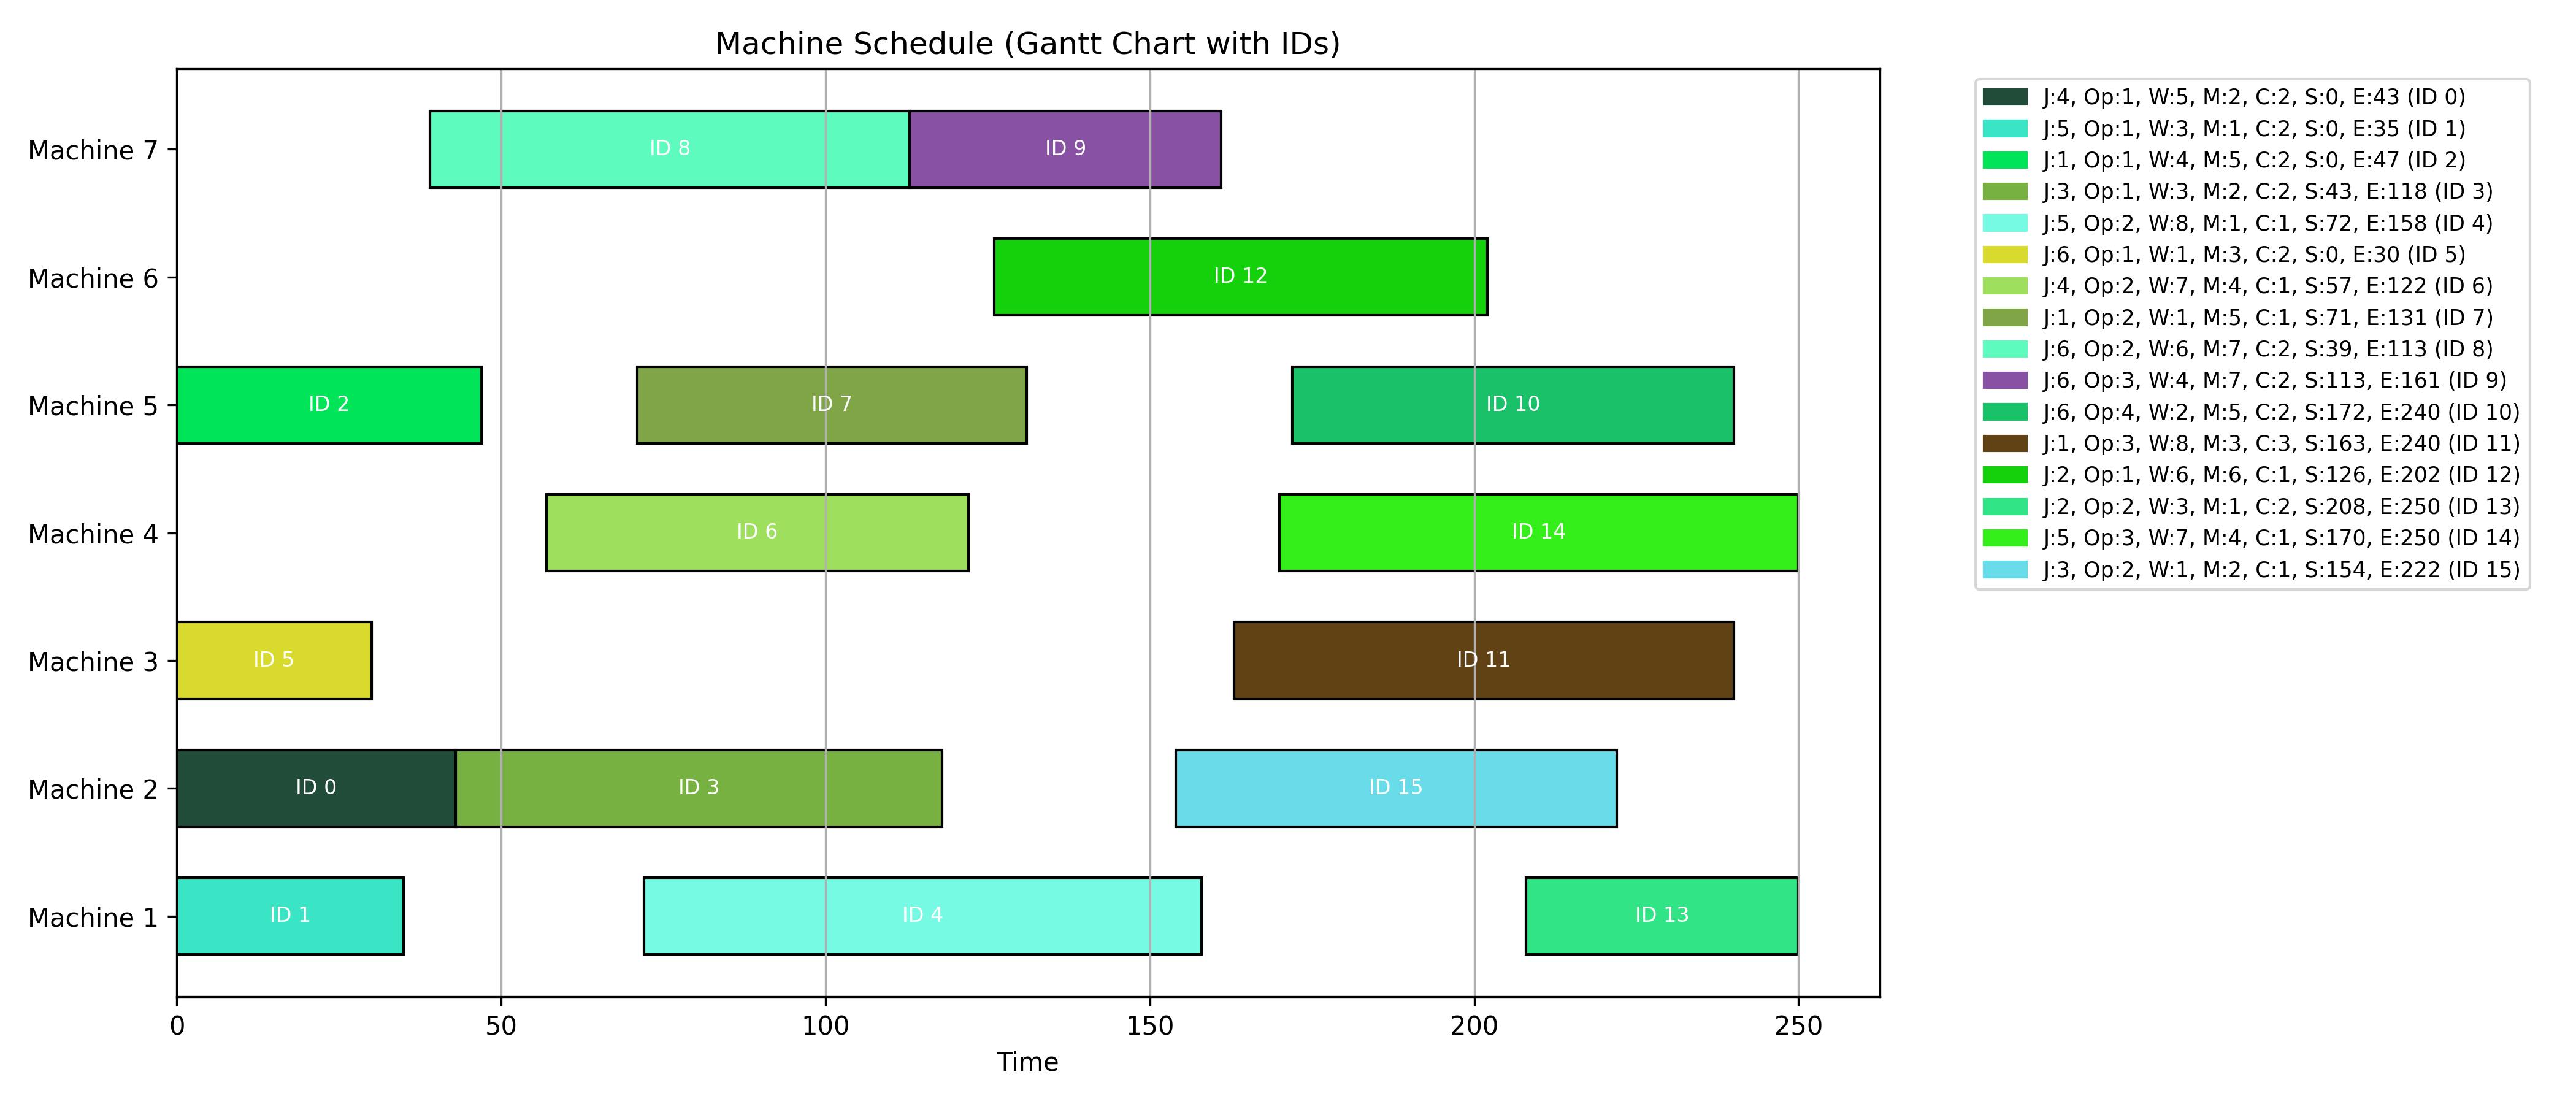 Machine Schedule (Gantt Chart with IDs)
Machine 7
ID 8
ID 9
Machine 6
ID 12
Machine 5
ID 2
ID 7
ID 10
Machine 4
ID 6
ID 14
Machine 3
ID 5
ID 11
Machine 2
ID 0
ID 3
ID 15
Machine 1
ID 1
ID 4
ID 13
0
50
100
150
200
250
Time
J:4, Op:1, W:5, M:2, C:2, S:0, E:43 (ID 0)
J:5, Op:1, W:3, M:1, C:2, S:0, E:35 (ID 1)
J:1, Op:1, W:4, M:5, C:2, S:0, E:47 (ID 2)
J:3, Op:1, W:3, M:2, C:2, S:43, E:118 (ID 3)
J:5, Op:2, W:8, M:1, C:1, S:72, E:158 (ID 4)
J:6, Op:1, W:1, M:3, C:2, S:0, E:30 (ID 5)
J:4, Op:2, W:7, M:4, C:1, S:57, E:122 (ID 6)
J:1, Op:2, W:1, M:5, C:1, S:71, E:131 (ID 7)
J:6, Op:2, W:6, M:7, C:2, S:39, E:113 (ID 8)
J:6, Op:3, W:4, M:7, C:2, S:113, E:161 (ID 9)
J:6, Op:4, W:2, M:5, C:2, S:172, E:240 (ID 10)
J:1, Op:3, W:8, M:3, C:3, S:163, E:240 (ID 11)
J:2, Op:1, W:6, M:6, C:1, S:126, E:202 (ID 12)
J:2, Op:2, W:3, M:1, C:2, S:208, E:250 (ID 13)
J:5, Op:3, W:7, M:4, C:1, S:170, E:250 (ID 14)
J:3, Op:2, W:1, M:2, C:1, S:154, E:222 (ID 15)